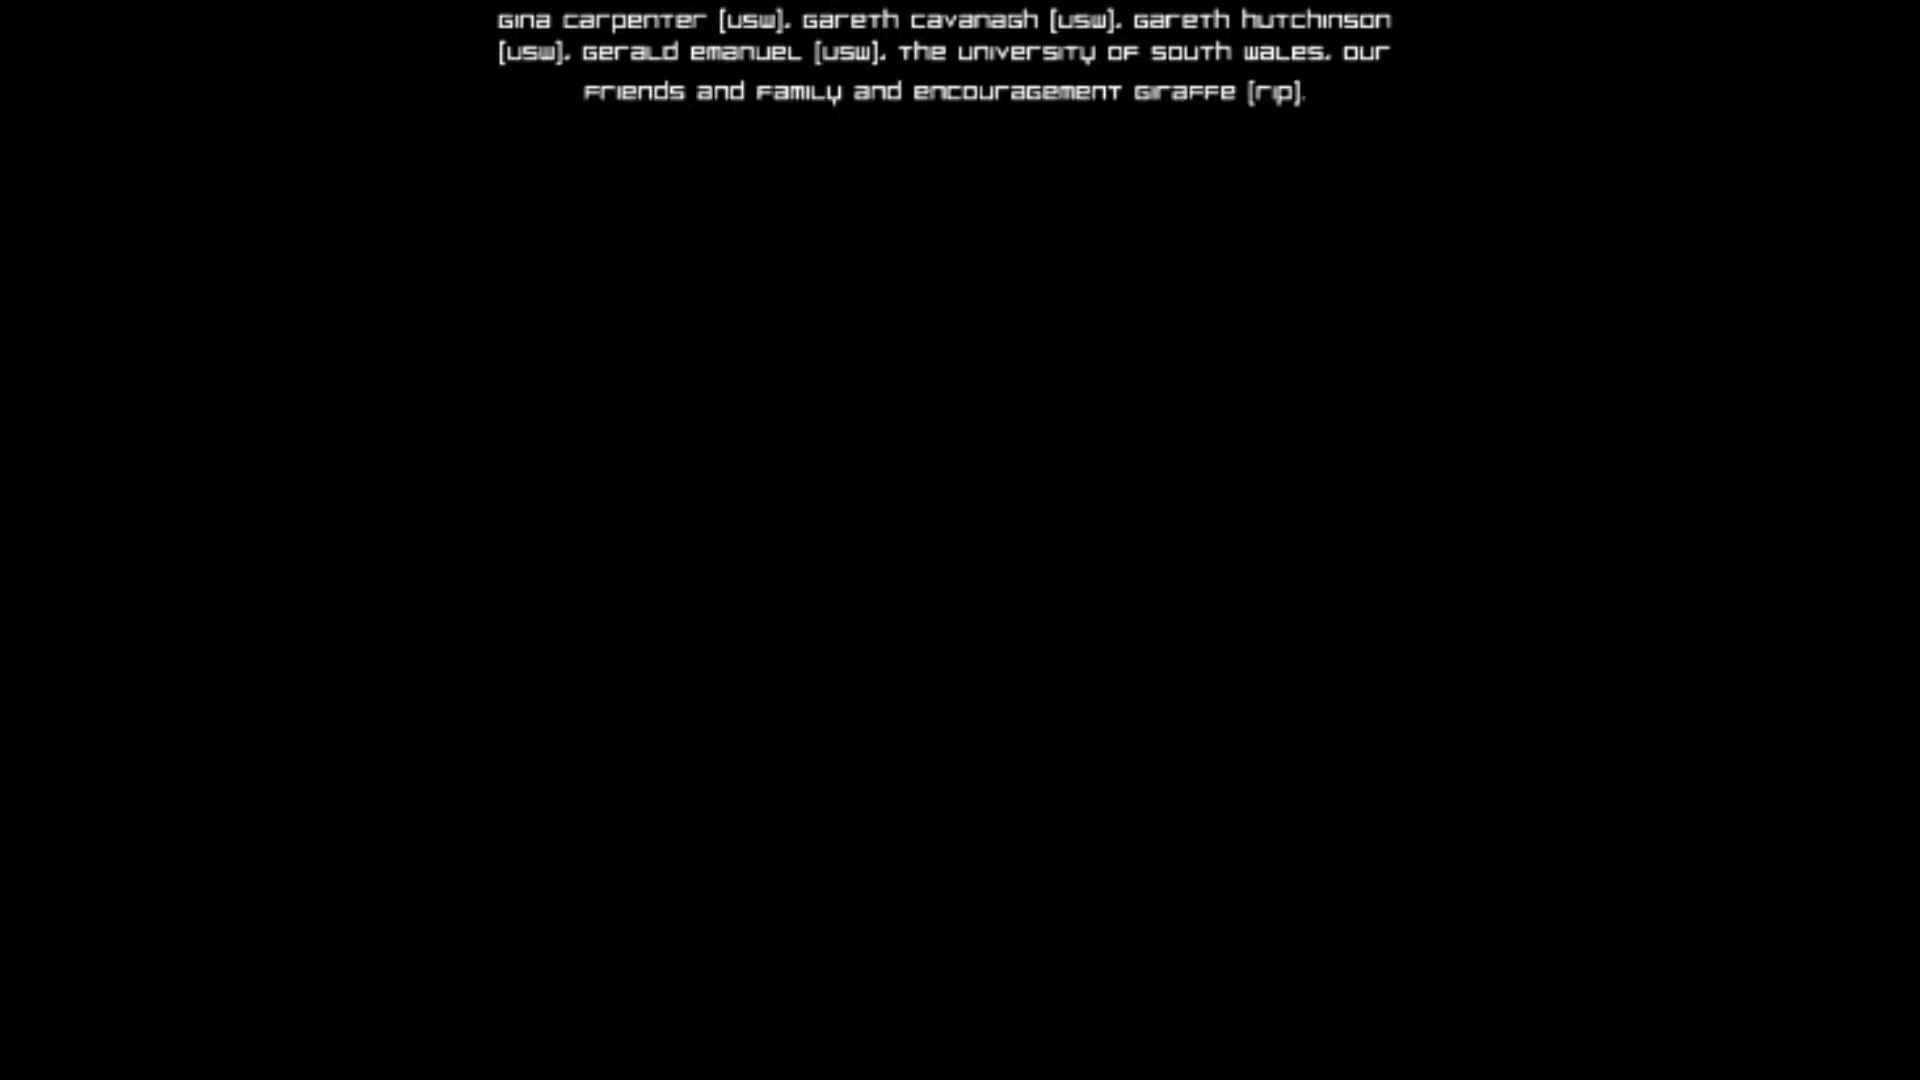 Gina Carpenter [USW], Gareth Cavanagh [USW], Gareth Hutchinson
[USW], Gerald Emanuel [USW], The University of South Wales, our
friends and family and encouragement giraffe [RIP].